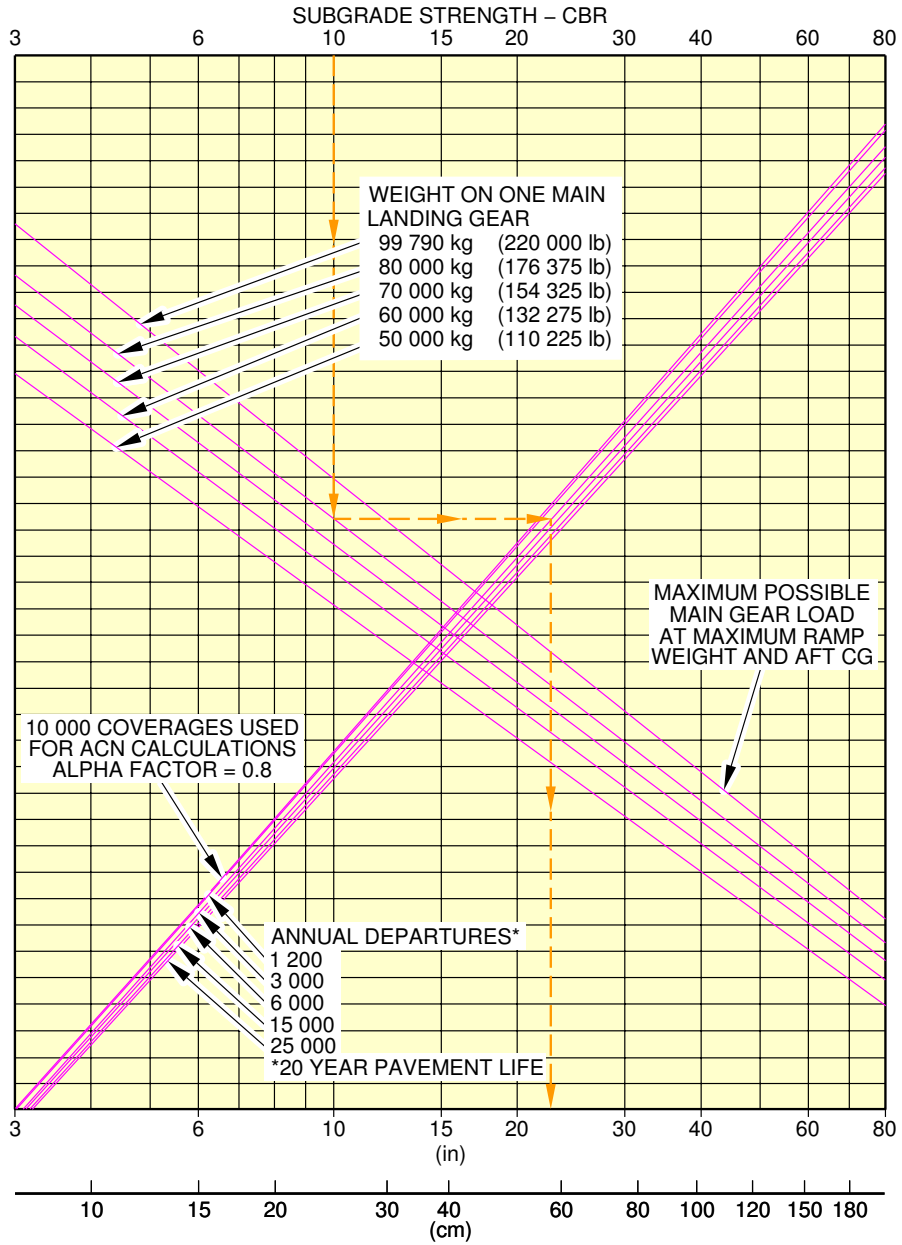 SUBGRADE STRENGTH – CBR
3 6 10 15 20 30 40 60 80
WEIGHT ON ONE MAIN
LANDING GEAR
99 790 kg (220 000 lb)
80 000 kg (176 375 lb)
70 000 kg (154 325 lb)
60 000 kg (132 275 lb)
50 000 kg (110 225 lb)
MAXIMUM POSSIBLE
MAIN GEAR LOAD
AT MAXIMUM RAMP
WEIGHT AND AFT CG
10 000 COVERAGES USED
FOR ACN CALCULATIONS
ALPHA FACTOR = 0.8
ANNUAL DEPARTURES*
1 200
3 000
6 000
15 000
25 000
*20 YEAR PAVEMENT LIFE
3 6 10 15 20 30 40 60 80
(in)
10 15 20 30 40 60 80 100 120 150 180
(cm)